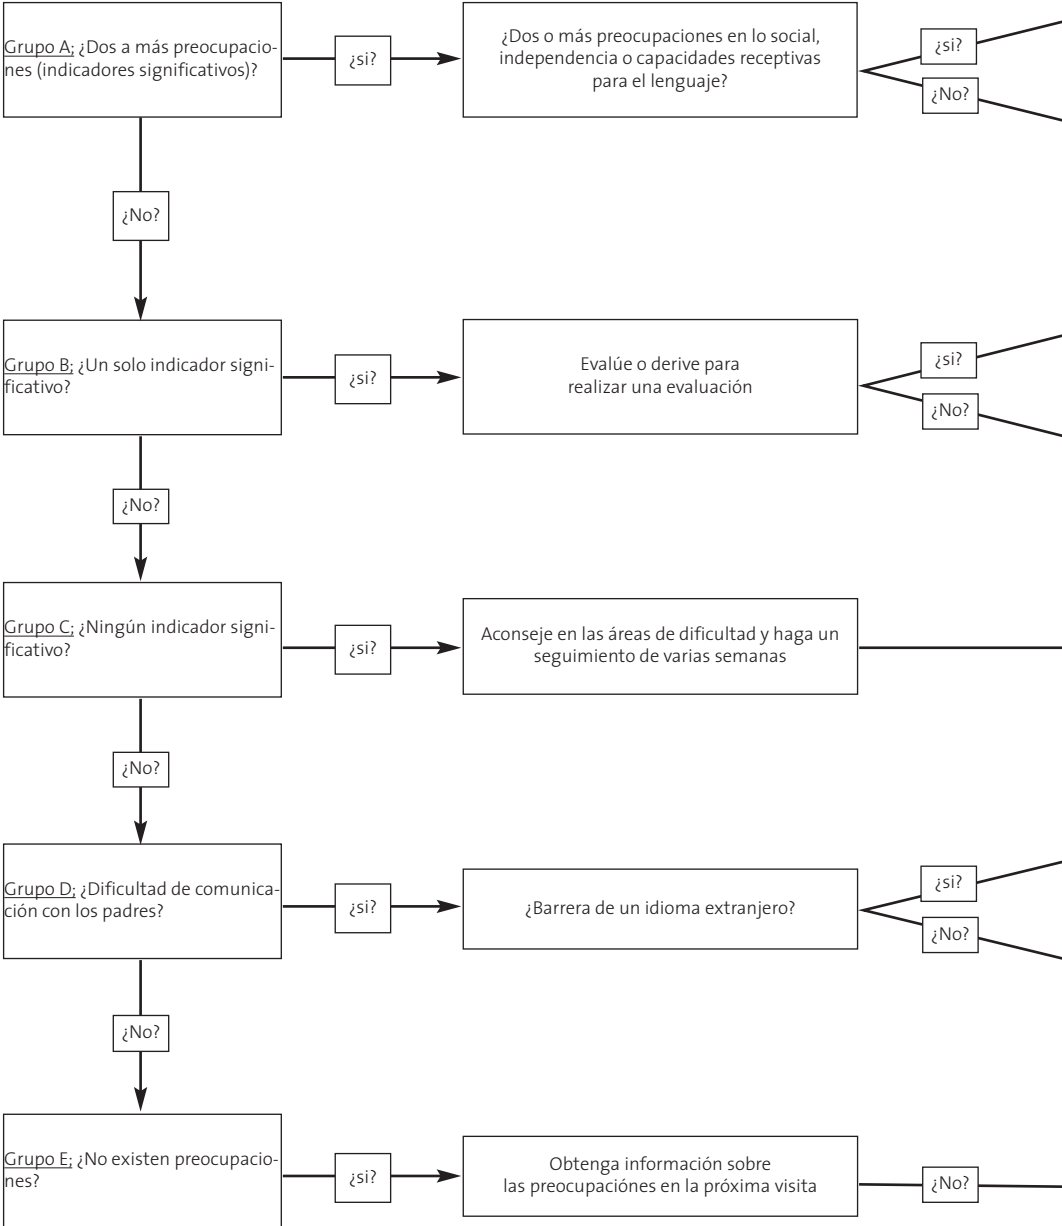 Grupo A; ¿Dos a más preocupacio-
nes (indicadores significativos)?
¿si?
¿Dos o más preocupaciones en lo social,
independencia o capacidades receptivas
para el lenguaje?
¿si?
¿No?
¿No?
Grupo B; ¿Un solo indicador signi-
ficativo?
¿si?
Evalúe o derive para
realizar una evaluación
¿si?
¿No?
¿No?
Grupo C; ¿Ningún indicador signi-
ficativo?
¿si?
Aconseje en las áreas de dificultad y haga un
seguimiento de varias semanas
¿No?
Grupo D; ¿Dificultad de comunica-
ción con los padres?
¿si?
¿Barrera de un idioma extranjero?
¿si?
¿No?
¿No?
Grupo E; ¿No existen preocupacio-
nes?
¿si?
Obtenga información sobre
las preocupaciónes en la próxima visita
¿No?